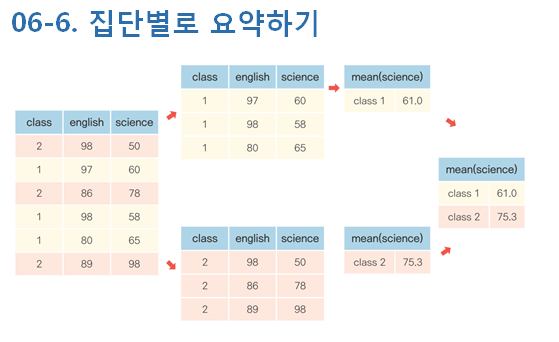 06-6. 집단별로 요약하기
class english science
2 98 50
1 97 60
2 86 78
1 98 58
1 80 65
2 89 98
class english science
1 97 60
1 98 58
1 80 65
mean(science)
class 1 61.0
class english science
2 98 50
2 86 78
2 89 98
mean(science)
class 2 75.3
mean(science)
class 1 61.0
class 2 75.3